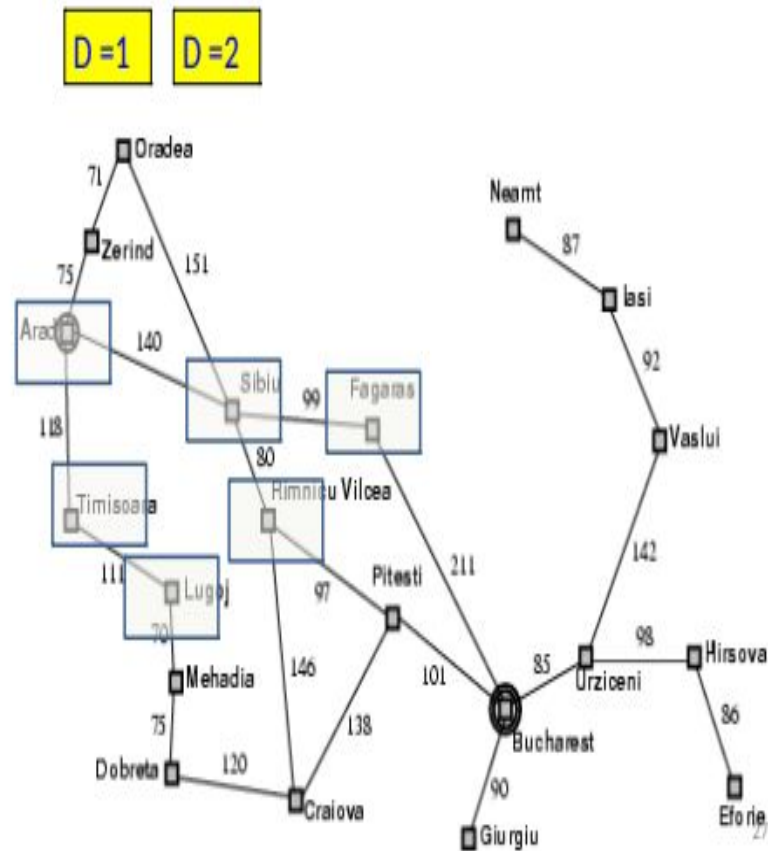 D =1 D =2
Oradea
71
Neamt
Zerind
87
151
75
Iasi
Arad
140
Sibiu
92
99
Fagaras
118
80
Vaslui
Rimnicu Vilcea
Timisoara
142
111
Lugoj
97
Pitesti
211
70
98
Hirsova
85
146
101
Urziceni
Mehadia
86
138
75
Bucharest
Dobreta
120
90
Craiova
Giurgiu
Eforie
27